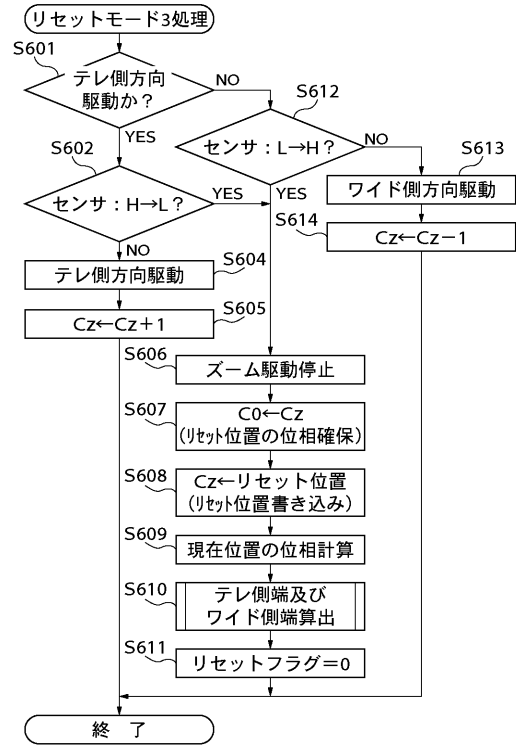 リセットモード3処理
S601
テレ側方向
駆動か？
NO
YES
S612
センサ：L→H？
NO
YES
S602
センサ：H→L？
YES
NO
S613
ワイド側方向駆動
S614
Cz←Cz－1
S604
テレ側方向駆動
S605
Cz←Cz＋1
S606
ズーム駆動停止
S607
C0←Cz
(リセット位置の位相確保)
S608
Cz←リセット位置
(リセット位置書き込み)
S609
現在位置の位相計算
S610
テレ側端及び
ワイド側端算出
S611
リセットフラグ＝0
終　了